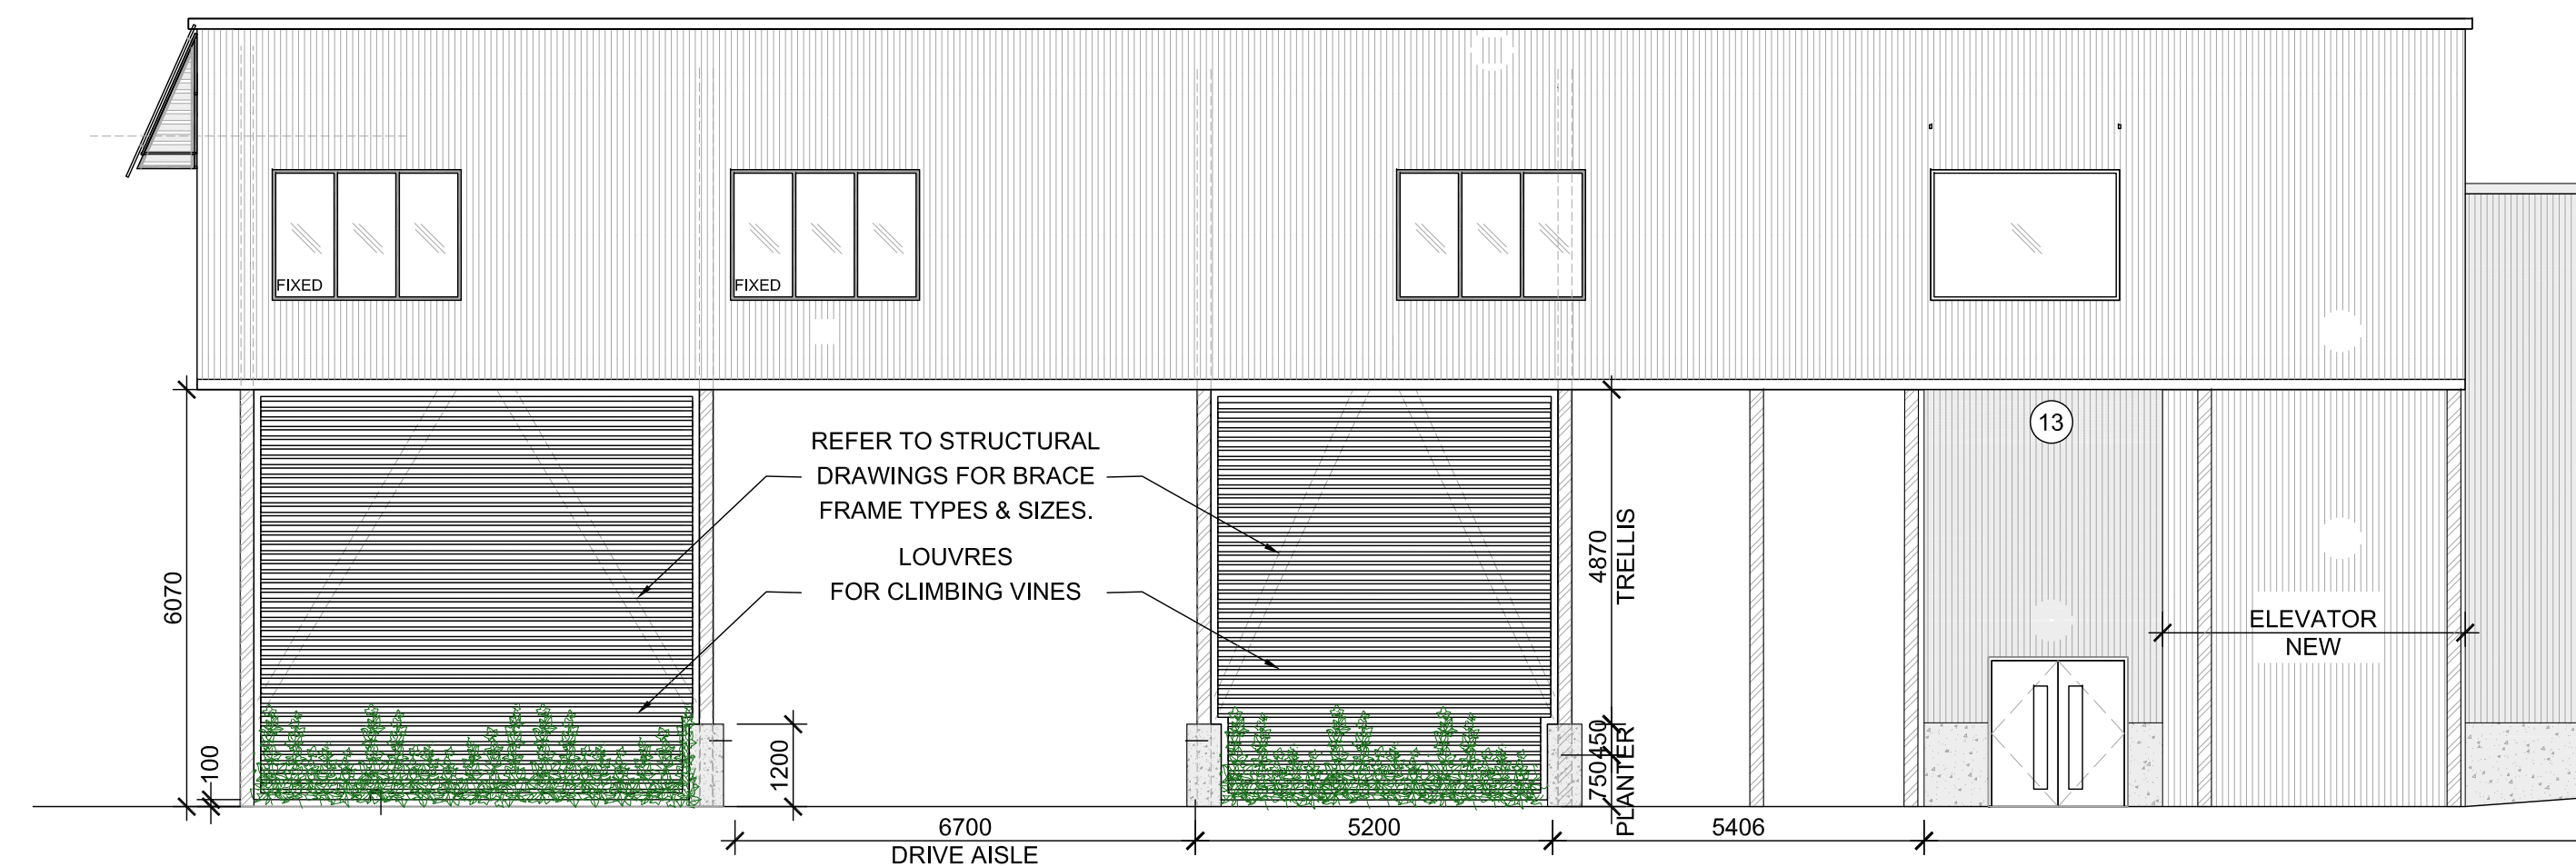 FIXED
FIXED
13
REFER TO STRUCTURAL
DRAWINGS FOR BRACE
FRAME TYPES & SIZES.
LOUVRES
FOR CLIMBING VINES
6070
100
1200
4870
TRELLIS
450
750
PLANTER
ELEVATOR
NEW
6700
DRIVE AISLE
5200
5406